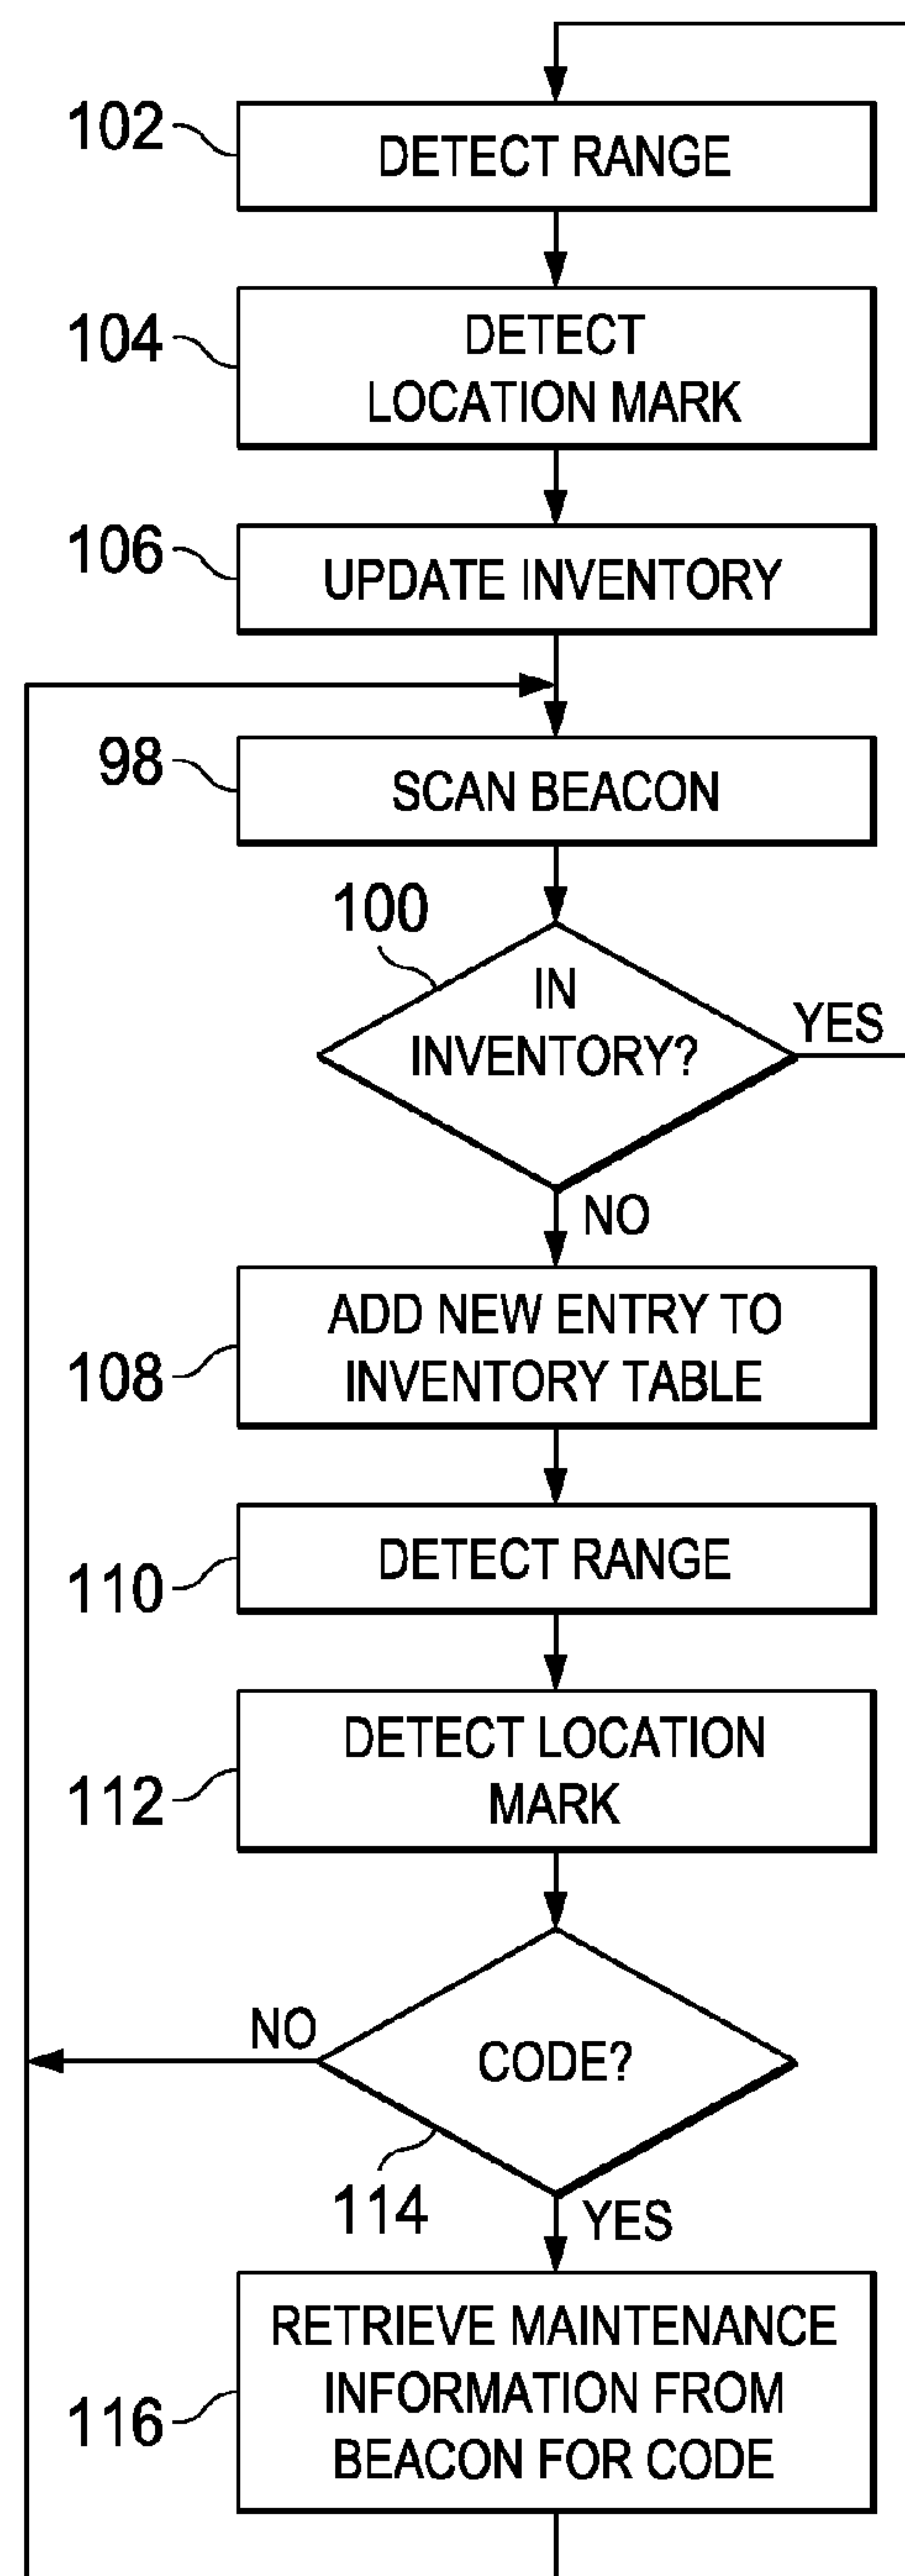 102
DETECT RANGE
104
DETECT
LOCATION MARK
106
UPDATE INVENTORY
98
SCAN BEACON
100
IN
INVENTORY?
YES
NO
108
ADD NEW ENTRY TO
INVENTORY TABLE
110
DETECT RANGE
112
DETECT LOCATION
MARK
NO
CODE?
114
YES
116
RETRIEVE MAINTENANCE
INFORMATION FROM
BEACON FOR CODE